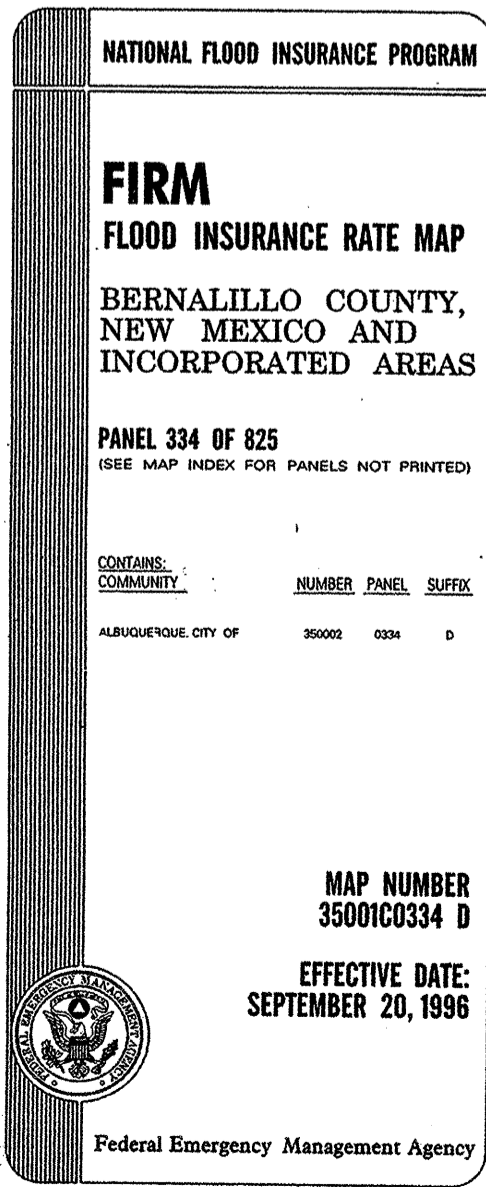 NATIONAL FLOOD INSURANCE PROGRAM
FIRM
FLOOD INSURANCE RATE MAP
BERNALILLO COUNTY,
NEW MEXICO AND
INCORPORATED AREAS
PANEL 334 OF 825
(SEE MAP INDEX FOR PANELS NOT PRINTED)
CONTAINS:
COMMUNITY NUMBER PANEL SUFFIX
ALBUQUERQUE. CITY OF 350002 0334 D
MAP NUMBER
35001C0334 D
EFFECTIVE DATE:
SEPTEMBER 20, 1996
FEDERAL EMERGENCY MANAGEMENT AGENCY
Federal Emergency Management Agency